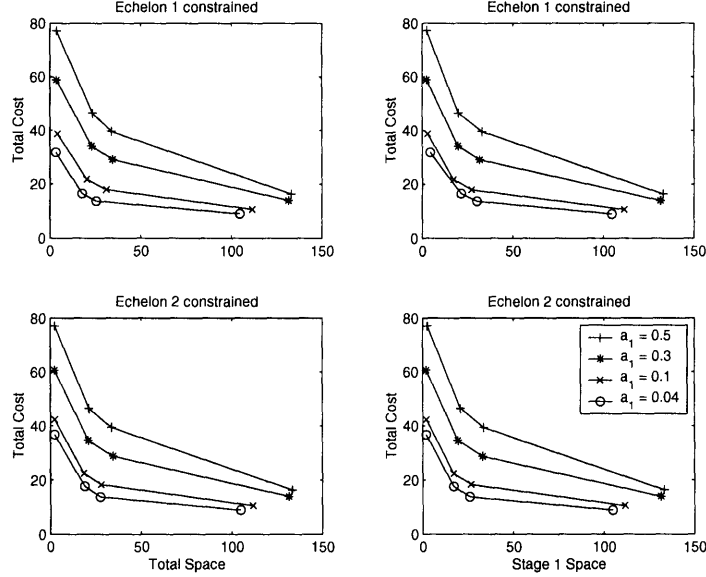 Echelon 1 constrained
80
60
40
20
0
Total Cost
0 50 100 150
Echelon 1 constrained
80
60
40
20
0
Total Cost
0 50 100 150
Echelon 2 constrained
80
60
40
20
0
Total Cost
0 50 100 150
Total Space
Echelon 2 constrained
80
60
40
20
0
Total Cost
0 50 100 150
Stage 1 Space
a1 = 0.5
a1 = 0.3
a1 = 0.1
a1 = 0.04